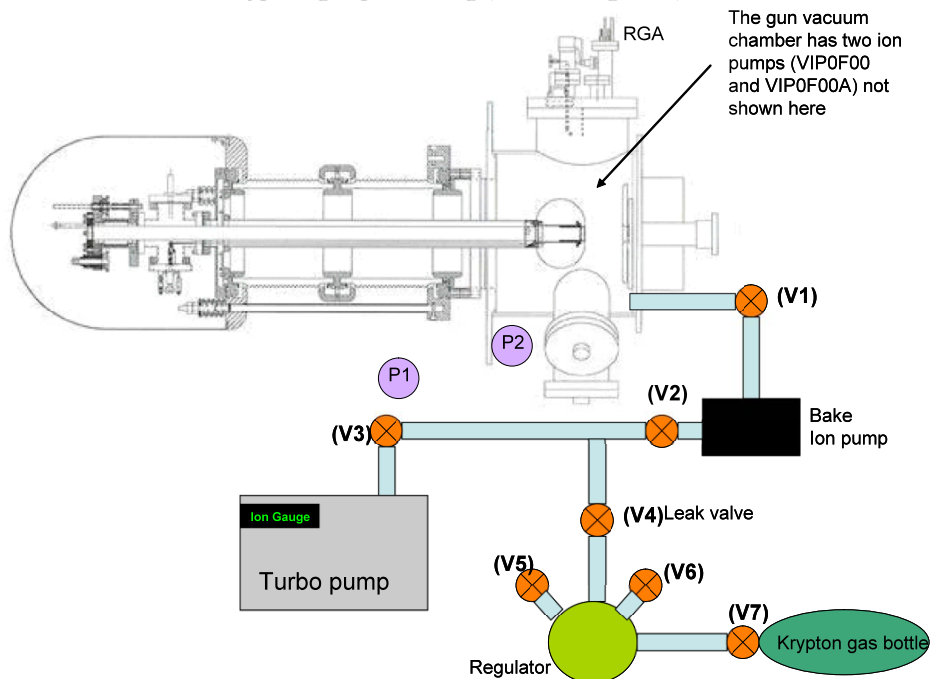 RGA
The gun vacuum
chamber has two ion
pumps (VIP0F00
and VIP0F00A) not
shown here
(V1)
P2
P1
(V2)
Bake
Ion pump
(V3)
Ion Gauge
(V4)
Leak valve
Turbo pump
(V5)
(V6)
(V7)
Krypton gas bottle
Regulator